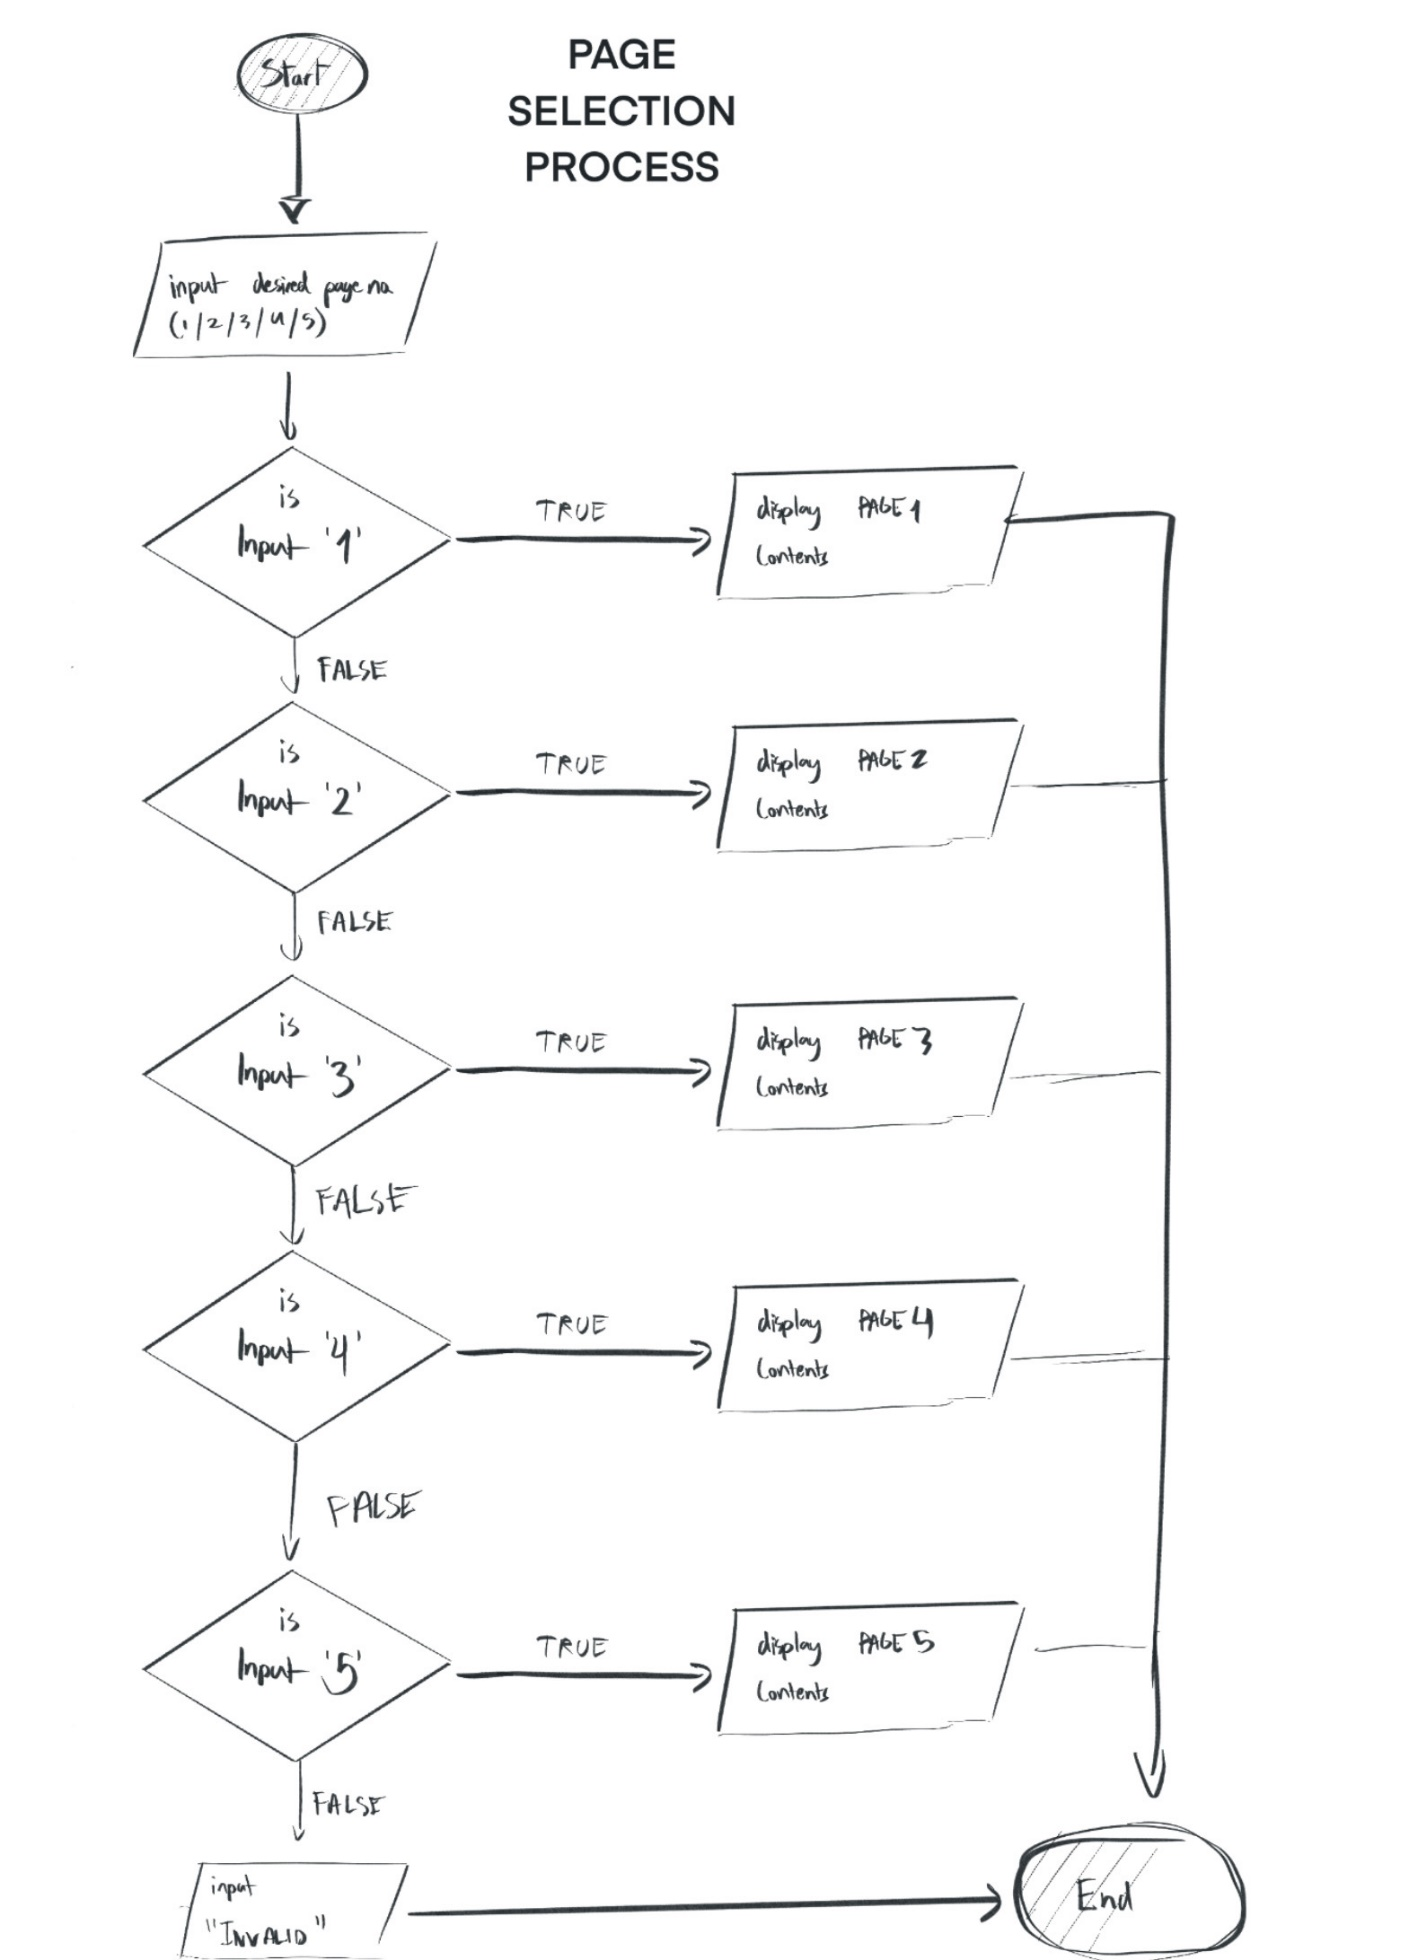 Start
PAGE
SELECTION
PROCESS
input desired page no
(1/2/3/4/5)
is
Input '1'
TRUE
display PAGE 1
Contents
FALSE
is
Input '2'
TRUE
display PAGE 2
Contents
FALSE
is
Input '3'
TRUE
display PAGE 3
Contents
FALSE
is
Input '4'
TRUE
display PAGE 4
Contents
FALSE
is
Input '5'
TRUE
display PAGE 5
Contents
FALSE
input
"INVALID"
End